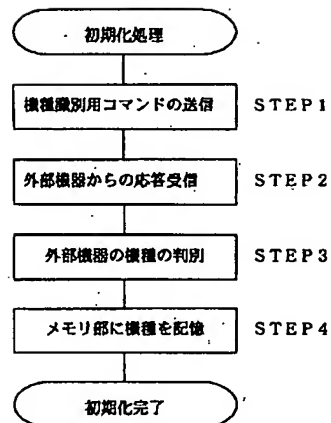 初期化処理
機種識別用コマンドの送信 STEP1
外部機器からの応答受信 STEP2
外部機器の機種の判別 STEP3
メモリ部に機種を記憶 STEP4
初期化完了